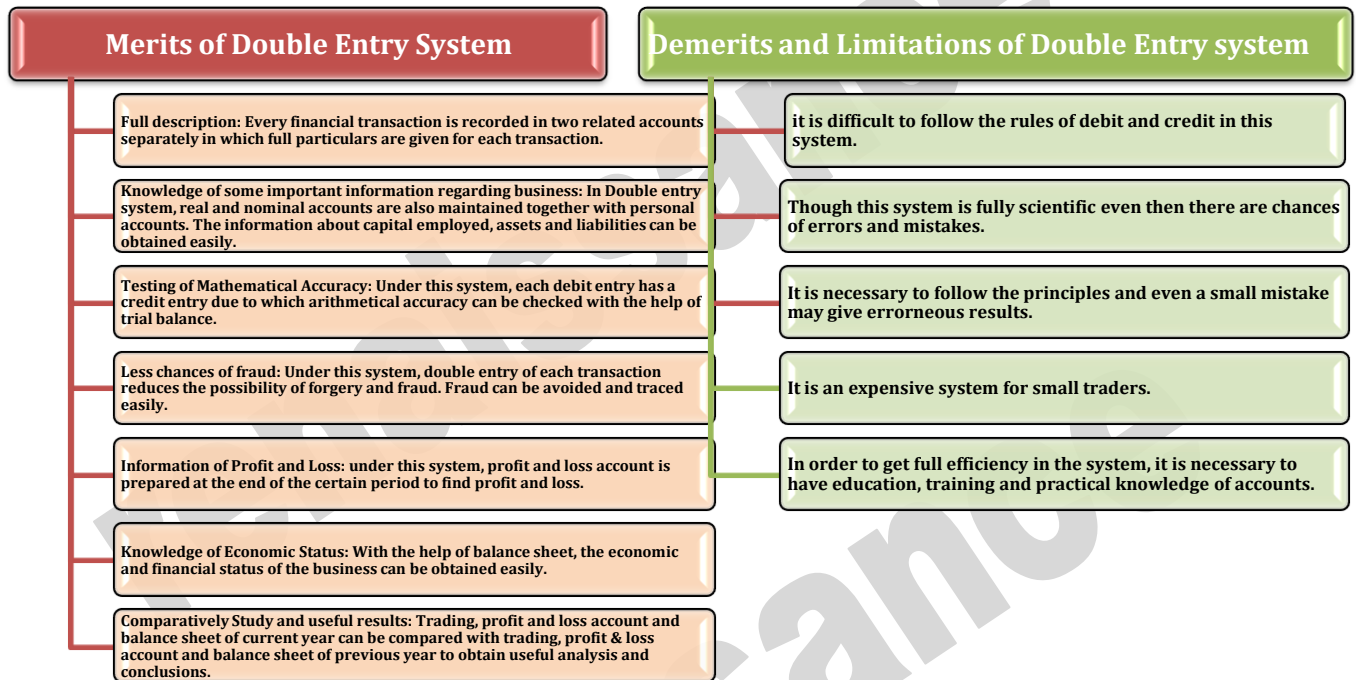 Merits of Double Entry System
Full description: Every financial transaction is recorded in two related accounts
separately in which full particulars are given for each transaction.
Knowledge of some important information regarding business: In Double entry
system, real and nominal accounts are also maintained together with personal
accounts. The information about capital employed, assets and liabilities can be
obtained easily.
Testing of Mathematical Accuracy: Under this system, each debit entry has a
credit entry due to which arithmetical accuracy can be checked with the help of
trial balance.
Less chances of fraud: Under this system, double entry of each transaction
reduces the possibility of forgery and fraud. Fraud can be avoided and traced
easily.
Information of Profit and Loss: under this system, profit and loss account is
prepared at the end of the certain period to find profit and loss.
Knowledge of Economic Status: With the help of balance sheet, the economic
and financial status of the business can be obtained easily.
Comparatively Study and useful results: Trading, profit and loss account and
balance sheet of current year can be compared with trading, profit & loss
account and balance sheet of previous year to obtain useful analysis and
conclusions.
Demerits and Limitations of Double Entry system
it is difficult to follow the rules of debit and credit in this
system.
Though this system is fully scientific even then there are chances
of errors and mistakes.
It is necessary to follow the principles and even a small mistake
may give errorneous results.
It is an expensive system for small traders.
In order to get full efficiency in the system, it is necessary to
have education, training and practical knowledge of accounts.